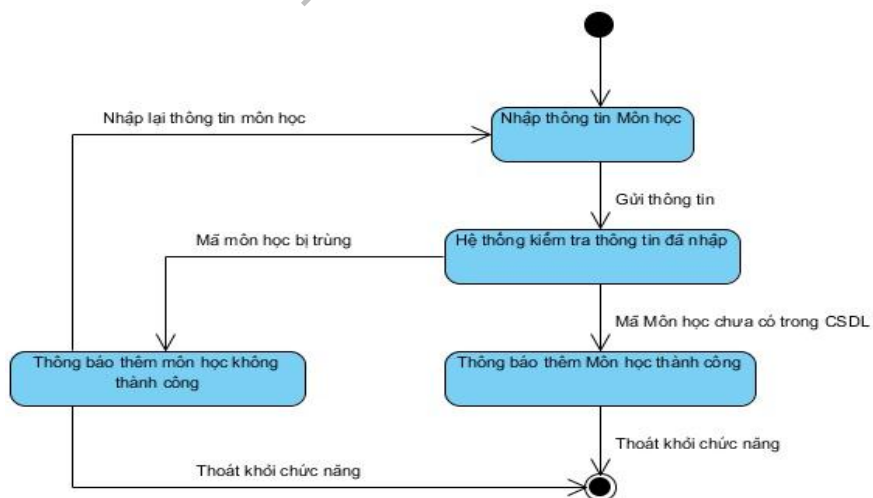 Nhập lại thông tin môn học
Nhập thông tin Môn học
Gửi thông tin
Mã môn học bị trùng
Hệ thống kiểm tra thông tin đã nhập
Mã Môn học chưa có trong CSDL
Thông báo thêm môn học không
thành công
Thông báo thêm Môn học thành công
Thoát khỏi chức năng
Thoát khỏi chức năng